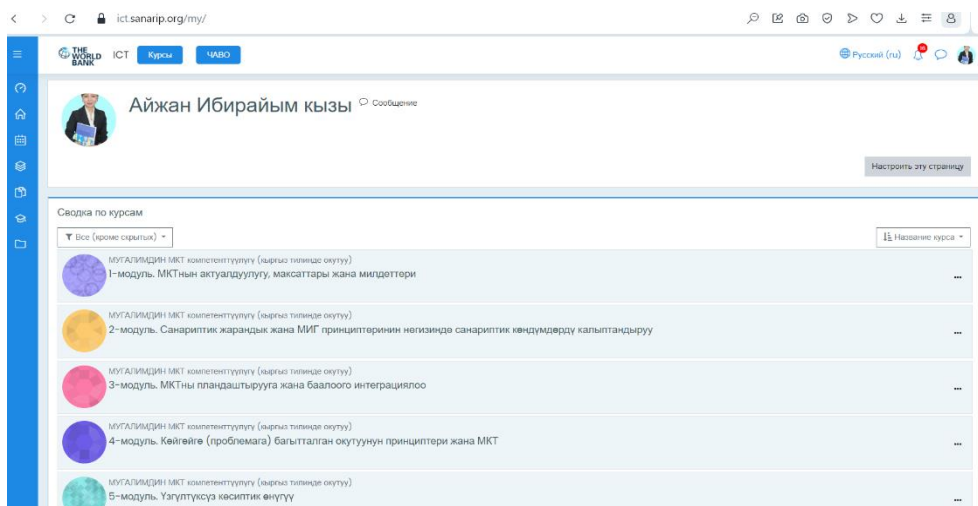 ict.sanarip.org/my/
THE
WORLD
BANK
ICT Курсы ЧАВО Русский (ru)
Айжан Ибирайым кызы Сообщение
Настроить эту страницу
Сводка по курсам
Все (кроме скрытых) Название курса
МУГАЛИМДИН МКТ компетенттүүлүгү (кыргыз тилинде окутуу)
1-модуль. МКТнын актуалдуулугу, максаттары жана милдеттери
МУГАЛИМДИН МКТ компетенттүүлүгү (кыргыз тилинде окутуу)
2-модуль. Санариптик жарандык жана МИГ принциптеринин негизинде санариптик көндүмдөрдү калыптандыруу
МУГАЛИМДИН МКТ компетенттүүлүгү (кыргыз тилинде окутуу)
3-модуль. МКТны пландаштырууга жана баалоого интеграциялоо
МУГАЛИМДИН МКТ компетенттүүлүгү (кыргыз тилинде окутуу)
4-модуль. Көйгөйгө (проблемага) багытталган окутуунун принциптери жана МКТ
МУГАЛИМДИН МКТ компетенттүүлүгү (кыргыз тилинде окутуу)
5-модуль. Үзгүлтүксүз кесиптик өнүгүү